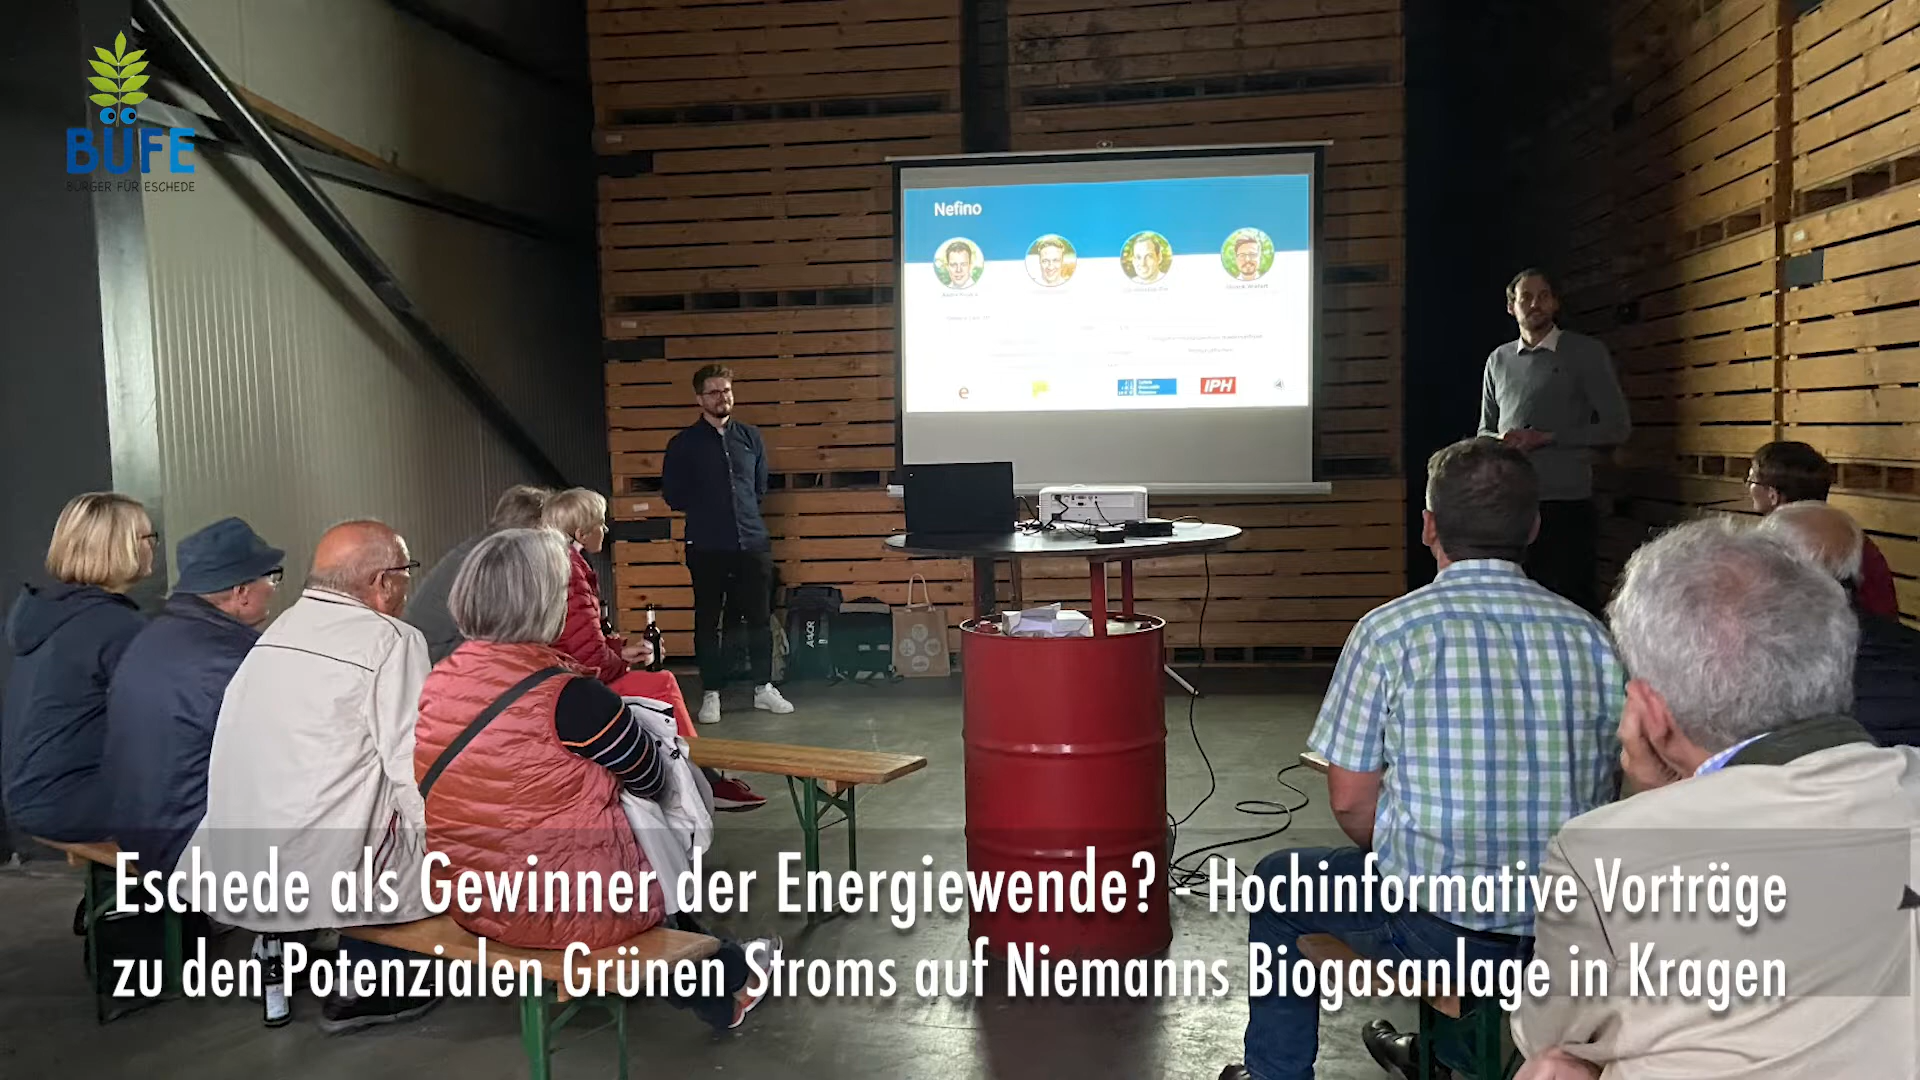 BÜFE
BÜRGER FÜR ESCHEDE
Nefino
IPH
Eschede als Gewinner der Energiewende? - Hochinformative Vorträge
zu den Potenzialen Grünen Stroms auf Niemanns Biogasanlage in Kragen